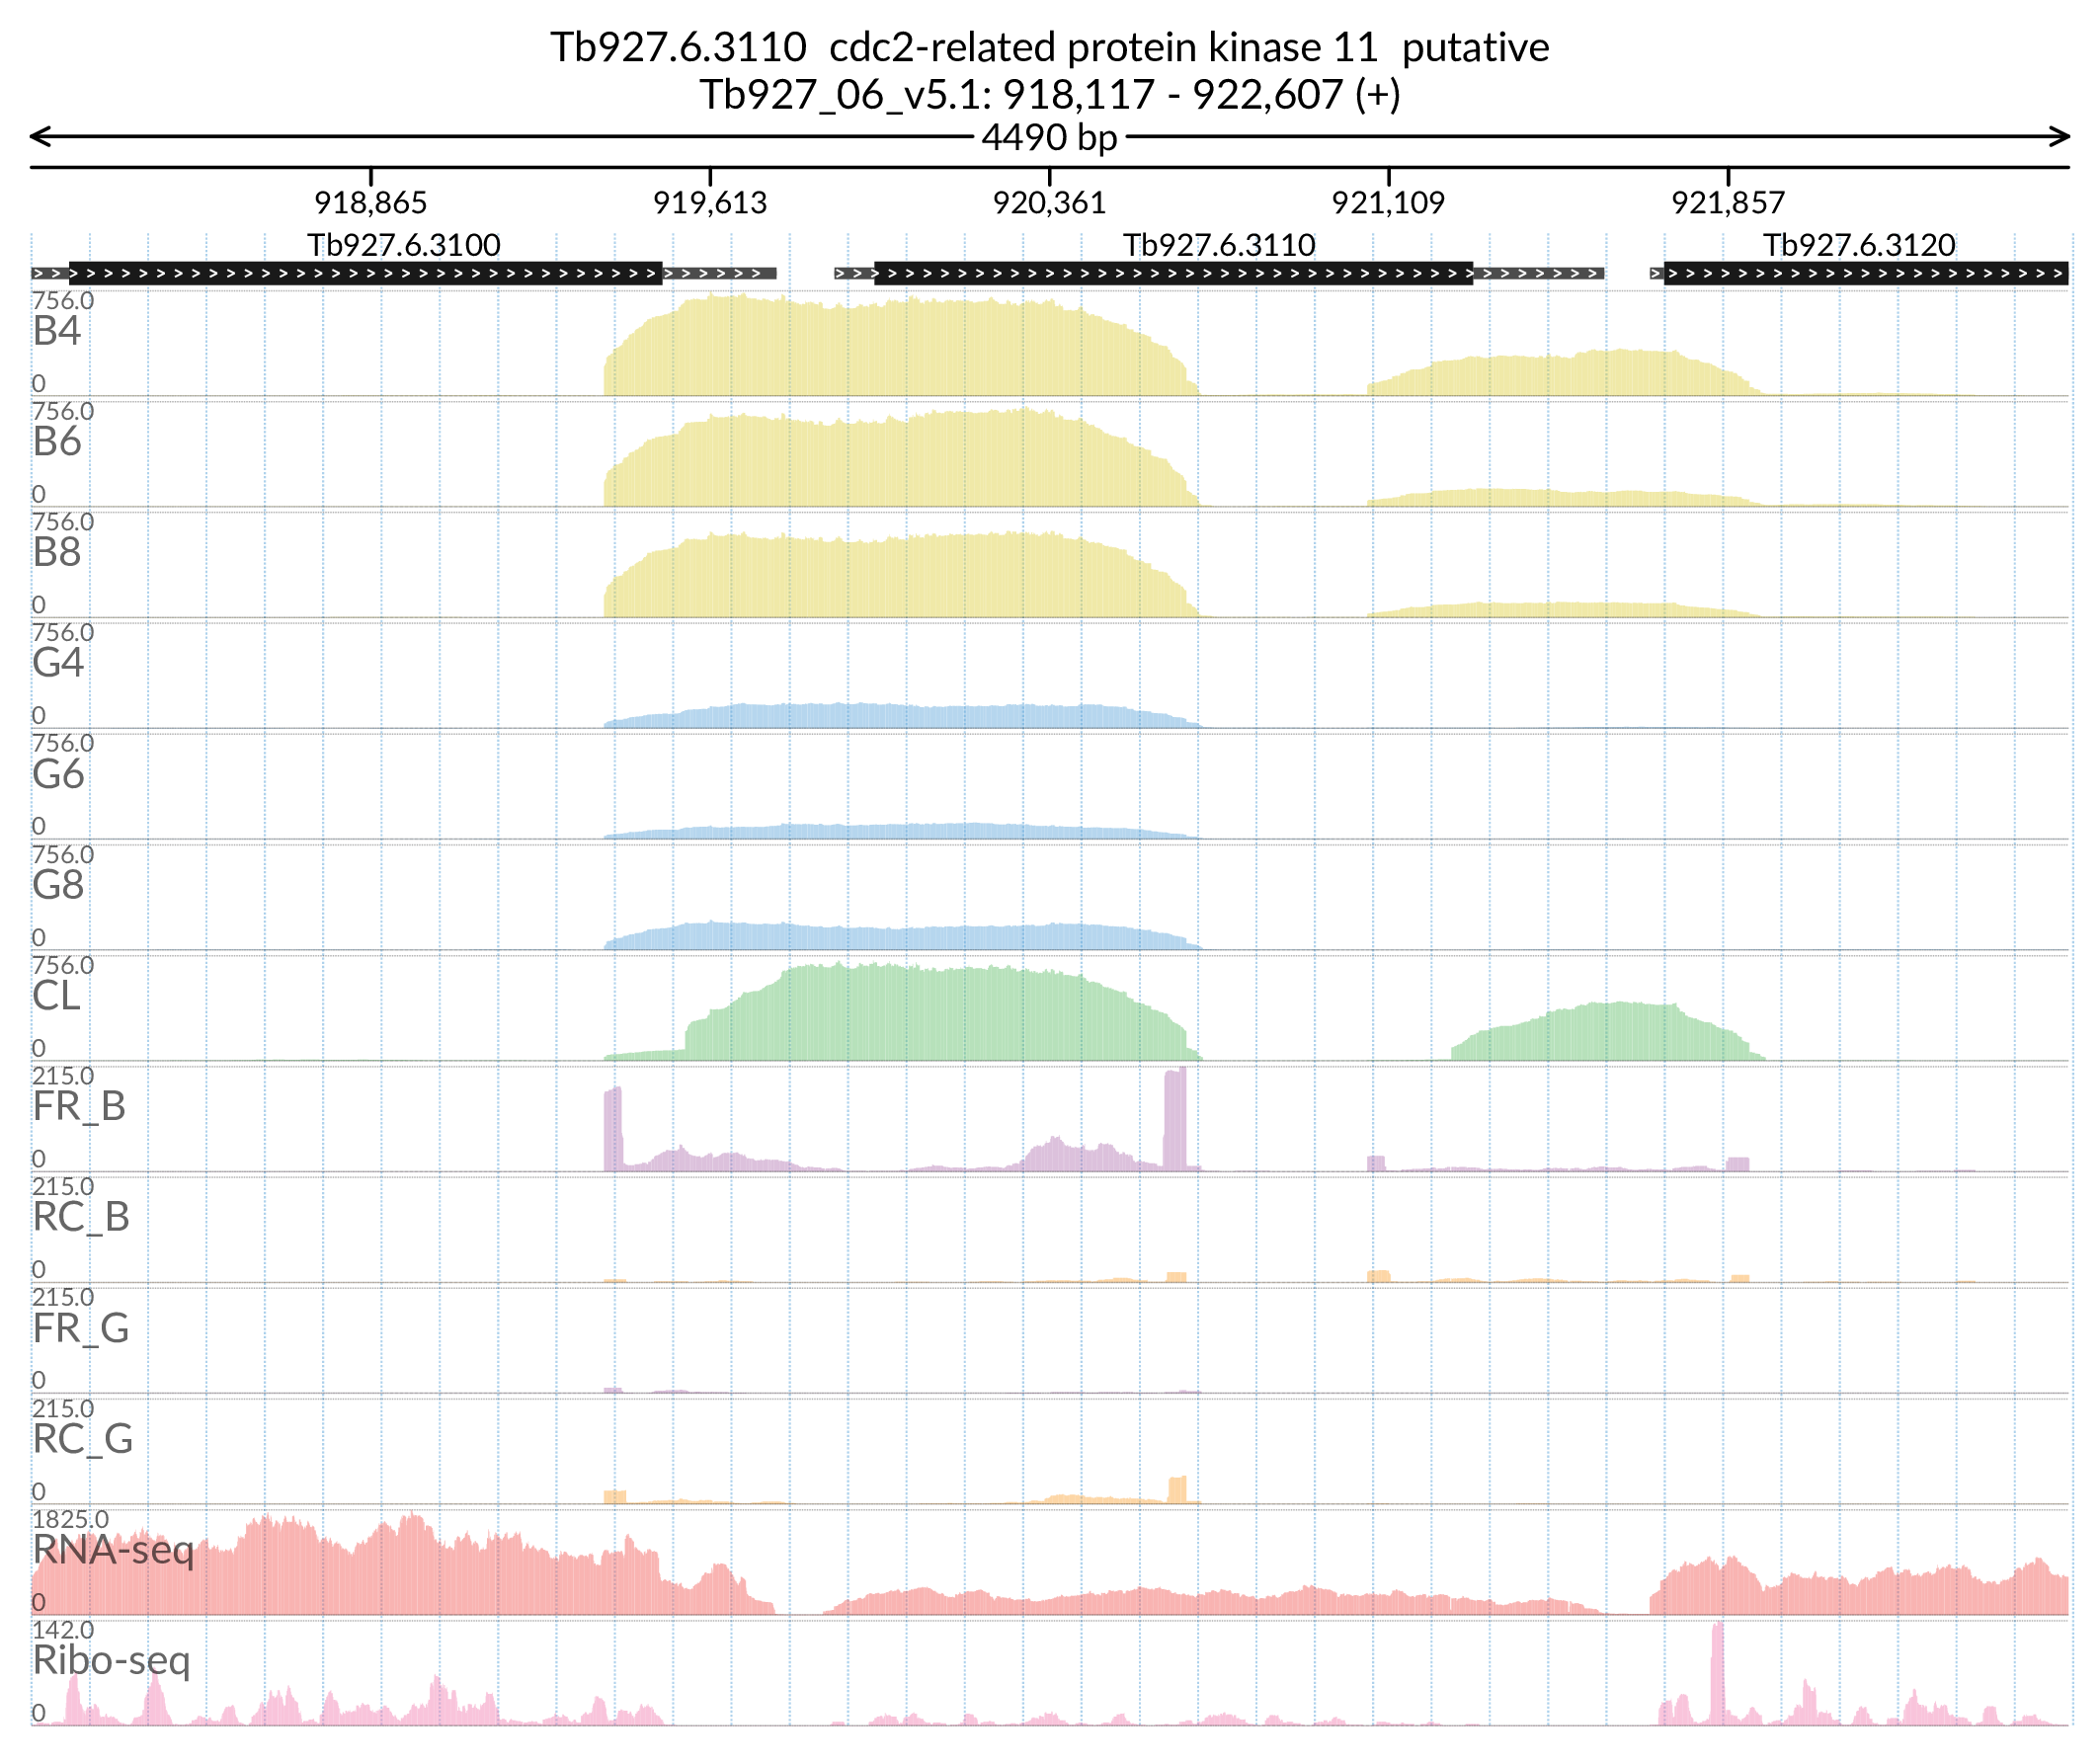 Tb927.6.3110  cdc2-related protein kinase 11  putative
Tb927_06_v5.1: 918,117 - 922,607 (+)
4490 bp
918,865 919,613 920,361 921,109 921,857
Tb927.6.3100 Tb927.6.3110 Tb927.6.3120
756.0
B4
0
756.0
B6
0
756.0
B8
0
756.0
G4
0
756.0
G6
0
756.0
G8
0
756.0
CL
0
215.0
FR_B
0
215.0
RC_B
0
215.0
FR_G
0
215.0
RC_G
0
1825.0
RNA-seq
0
142.0
Ribo-seq
0